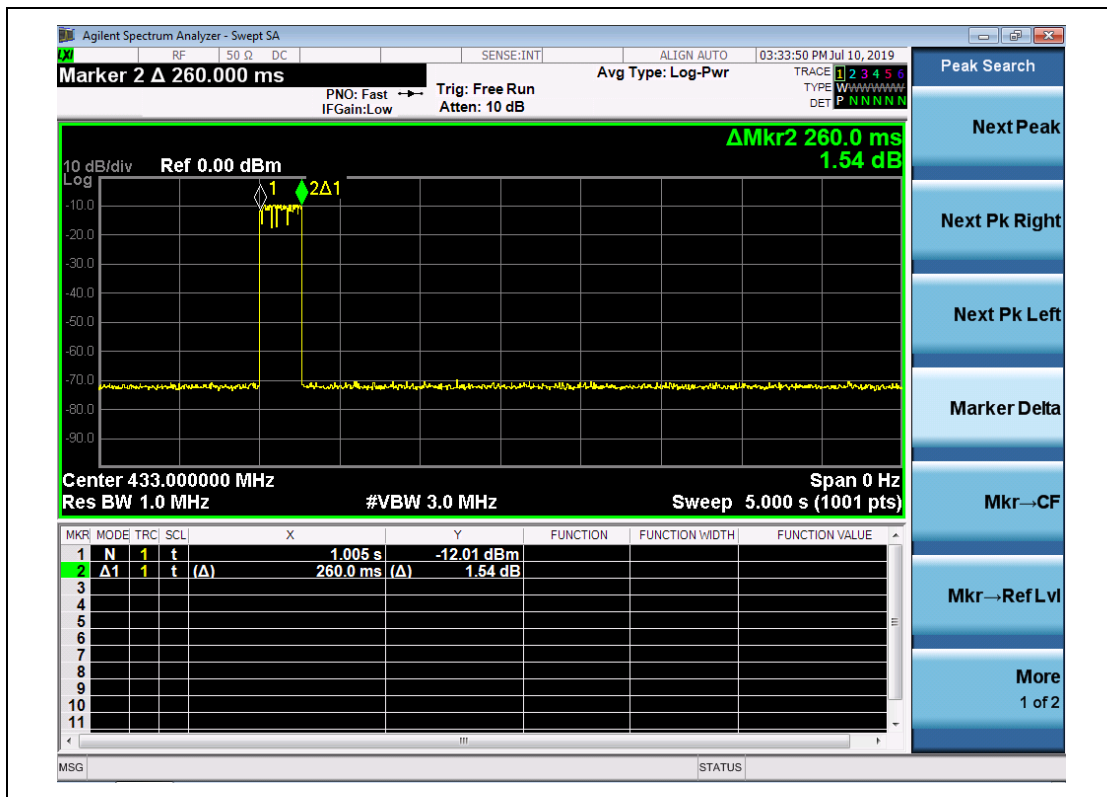 Agilent Spectrum Analyzer - Swept SA
LXI RF 50 Ω DC SENSE:INT ALIGN AUTO 03:33:50 PM Jul 10, 2019
Marker 2 Δ 260.000 ms
PNO: Fast
IFGain:Low
Trig: Free Run
Atten: 10 dB
Avg Type: Log-Pwr
TRACE 1 2 3 4 5 6
TYPE WWWWWW
DET P N N N N N
ΔMkr2 260.0 ms
1.54 dB
10 dB/div Ref 0.00 dBm
Log
1 2Δ1
-10.0
-20.0
-30.0
-40.0
-50.0
-60.0
-70.0
-80.0
-90.0
Center 433.000000 MHz Span 0 Hz
Res BW 1.0 MHz #VBW 3.0 MHz Sweep 5.000 s (1001 pts)
MKR MODE TRC SCL X Y FUNCTION FUNCTION WIDTH FUNCTION VALUE
1 N 1 t 1.005 s -12.01 dBm
2 Δ1 1 t (Δ) 260.0 ms (Δ) 1.54 dB
3
4
5
6
7
8
9
10
11
MSG STATUS
Peak Search
Next Peak
Next Pk Right
Next Pk Left
Marker Delta
Mkr→CF
Mkr→Ref Lvl
More
1 of 2